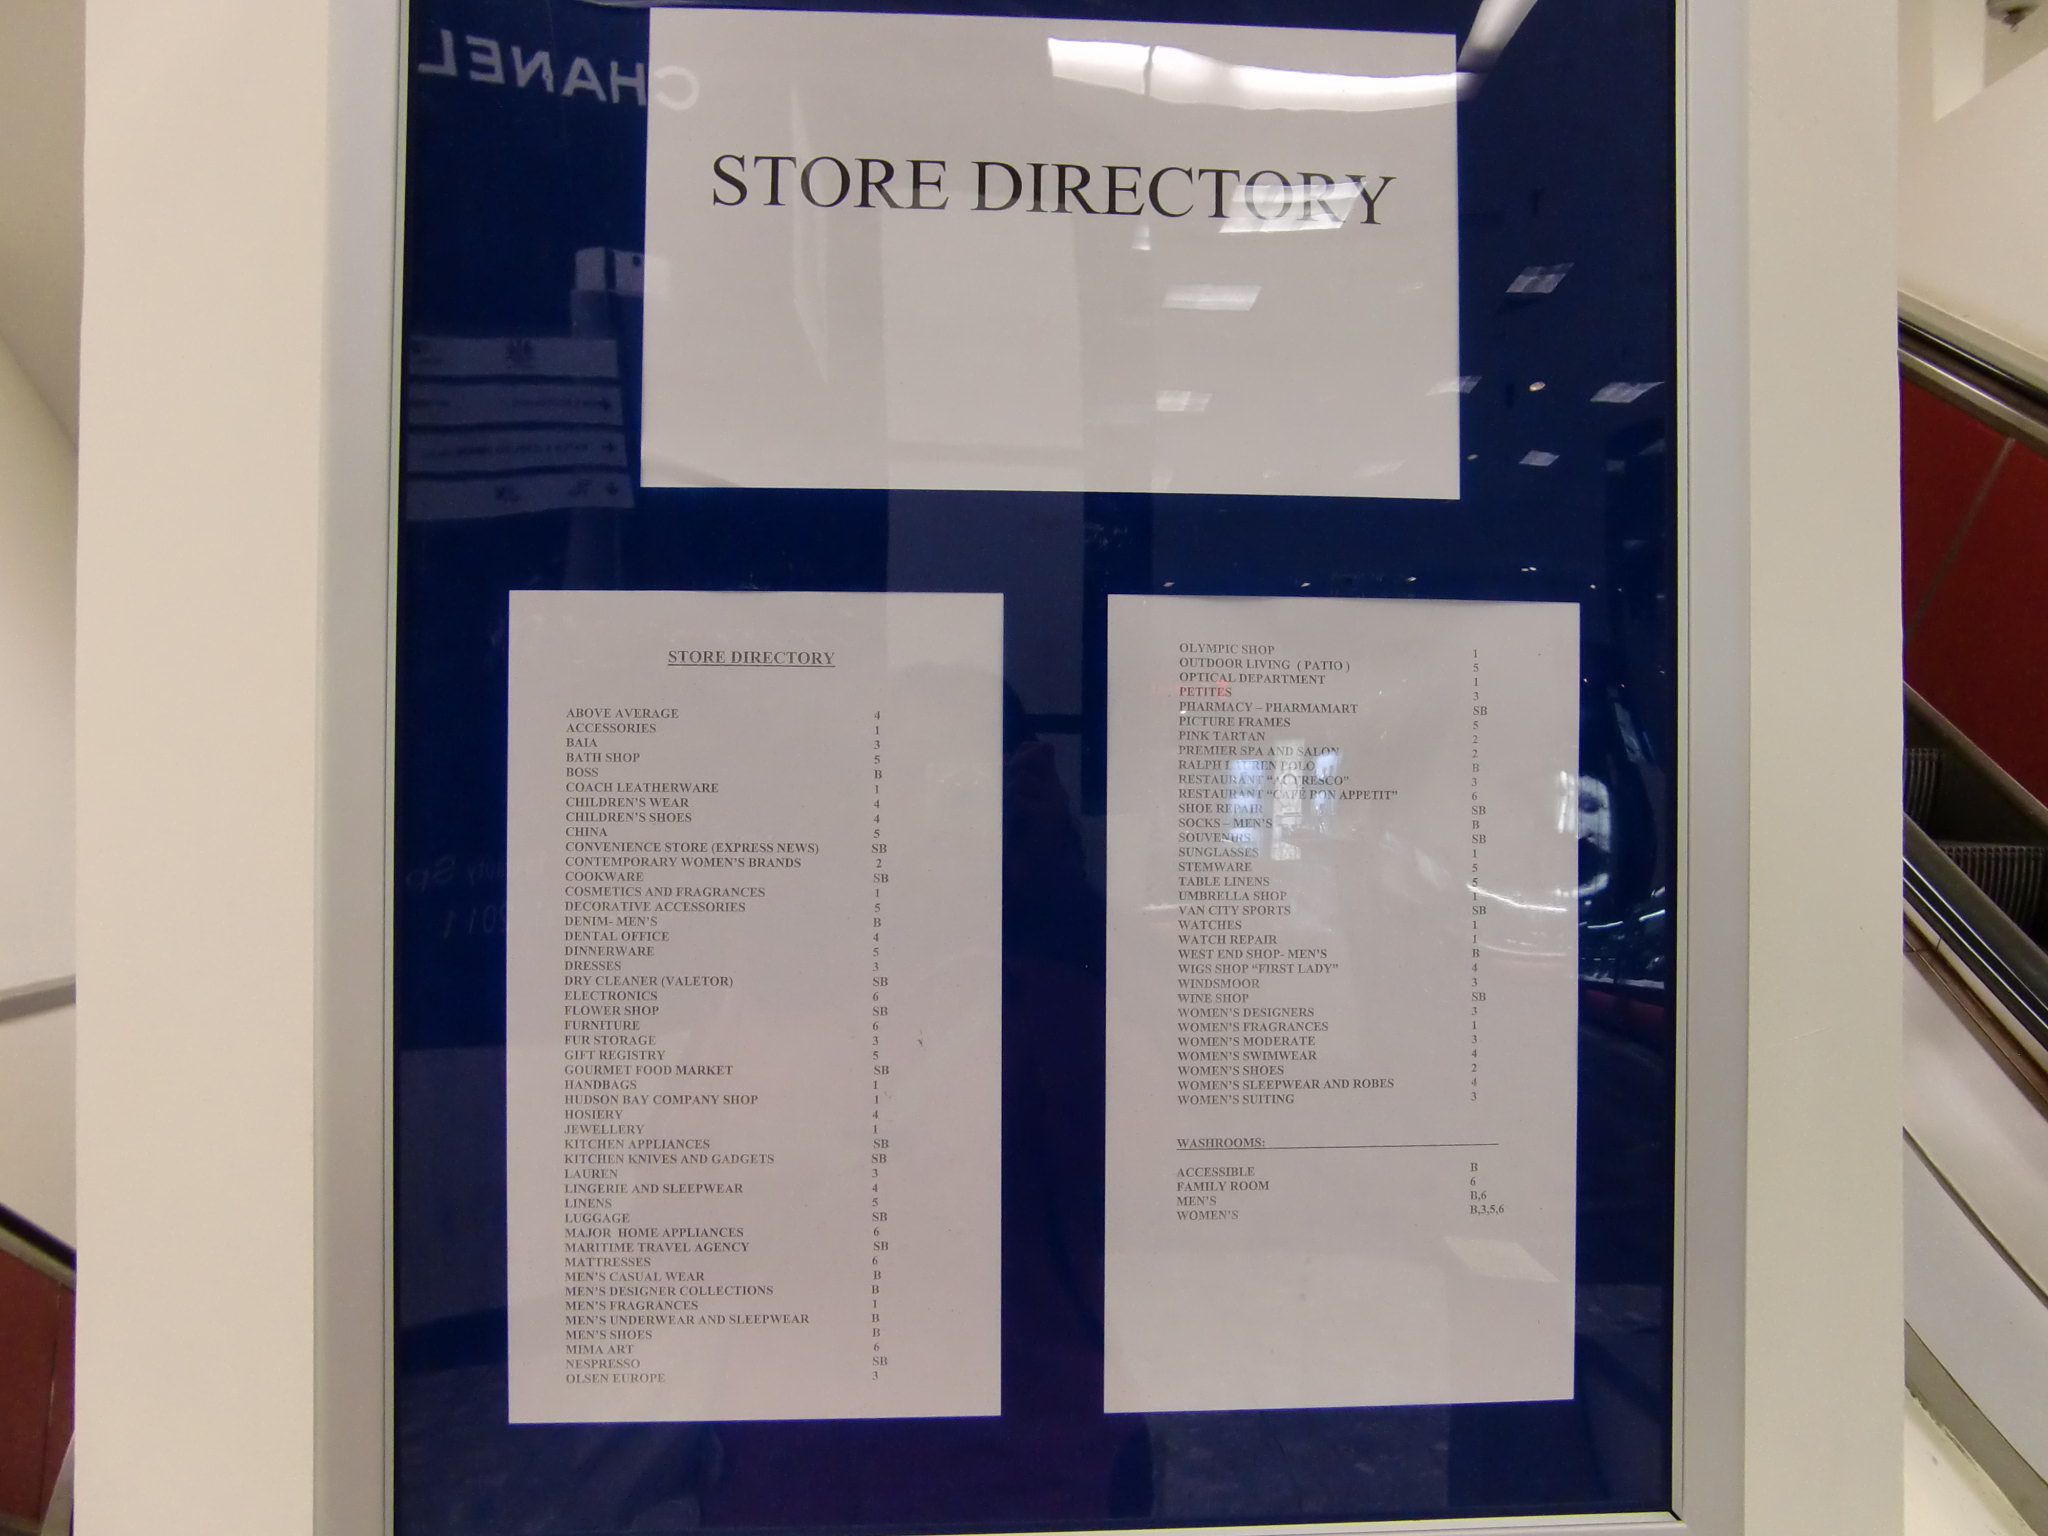 CHANEL
STORE DIRECTORY
STORE DIRECTORY
ABOVE AVERAGE 4
ACCESSORIES 1
BAIA 3
BATH SHOP 5
BOSS B
COACH LEATHERWARE 1
CHILDREN'S WEAR 4
CHILDREN'S SHOES 4
CHINA 5
CONVENIENCE STORE (EXPRESS NEWS) SB
CONTEMPORARY WOMEN'S BRANDS 2
COOKWARE SB
COSMETICS AND FRAGRANCES 1
DECORATIVE ACCESSORIES 5
DENIM- MEN'S B
DENTAL OFFICE 4
DINNERWARE 5
DRESSES 3
DRY CLEANER (VALETOR) SB
ELECTRONICS 6
FLOWER SHOP SB
FURNITURE 6
FUR STORAGE 3
GIFT REGISTRY 5
GOURMET FOOD MARKET SB
HANDBAGS 1
HUDSON BAY COMPANY SHOP 1
HOSIERY 4
JEWELLERY 1
KITCHEN APPLIANCES SB
KITCHEN KNIVES AND GADGETS SB
LAUREN 3
LINGERIE AND SLEEPWEAR 4
LINENS 5
LUGGAGE SB
MAJOR HOME APPLIANCES 6
MARITIME TRAVEL AGENCY SB
MATTRESSES 6
MEN'S CASUAL WEAR B
MEN'S DESIGNER COLLECTIONS B
MEN'S FRAGRANCES 1
MEN'S UNDERWEAR AND SLEEPWEAR B
MEN'S SHOES B
MIMA ART 6
NESPRESSO SB
OLSEN EUROPE 3
OLYMPIC SHOP 1
OUTDOOR LIVING ( PATIO ) 5
OPTICAL DEPARTMENT 1
PETITES 3
PHARMACY – PHARMAMART SB
PICTURE FRAMES 5
PINK TARTAN 2
PREMIER SPA AND SALON 2
RALPH LAUREN POLO B
RESTAURANT "ALFRESCO" 3
RESTAURANT "CAFÉ BON APPETIT" 6
SHOE REPAIR SB
SOCKS – MEN'S B
SOUVENIRS SB
SUNGLASSES 1
STEMWARE 5
TABLE LINENS 5
UMBRELLA SHOP 1
VAN CITY SPORTS SB
WATCHES 1
WATCH REPAIR 1
WEST END SHOP- MEN'S B
WIGS SHOP "FIRST LADY" 4
WINDSMOOR 3
WINE SHOP SB
WOMEN'S DESIGNERS 3
WOMEN'S FRAGRANCES 1
WOMEN'S MODERATE 3
WOMEN'S SWIMWEAR 4
WOMEN'S SHOES 2
WOMEN'S SLEEPWEAR AND ROBES 4
WOMEN'S SUITING 3
WASHROOMS:
ACCESSIBLE B
FAMILY ROOM 6
MEN'S B,6
WOMEN'S B,3,5,6